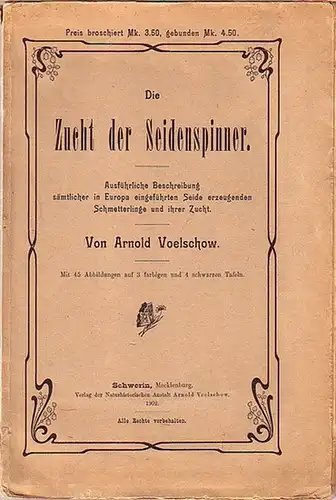 Preis broschiert Mk. 3.50, gebunden Mk. 4.50.
Die
Zucht der Seidenspinner.
Ausführliche Beschreibung
sämtlicher in Europa eingeführten Seide erzeugenden
Schmetterlinge und ihrer Zucht.
Von Arnold Voelschow.
Mit 45 Abbildungen auf 3 farbigen und 4 schwarzen Tafeln.
Schwerin, Mecklenburg.
Verlag der Naturhistorischen Anstalt Arnold Voelschow.
1902.
Alle Rechte vorbehalten.